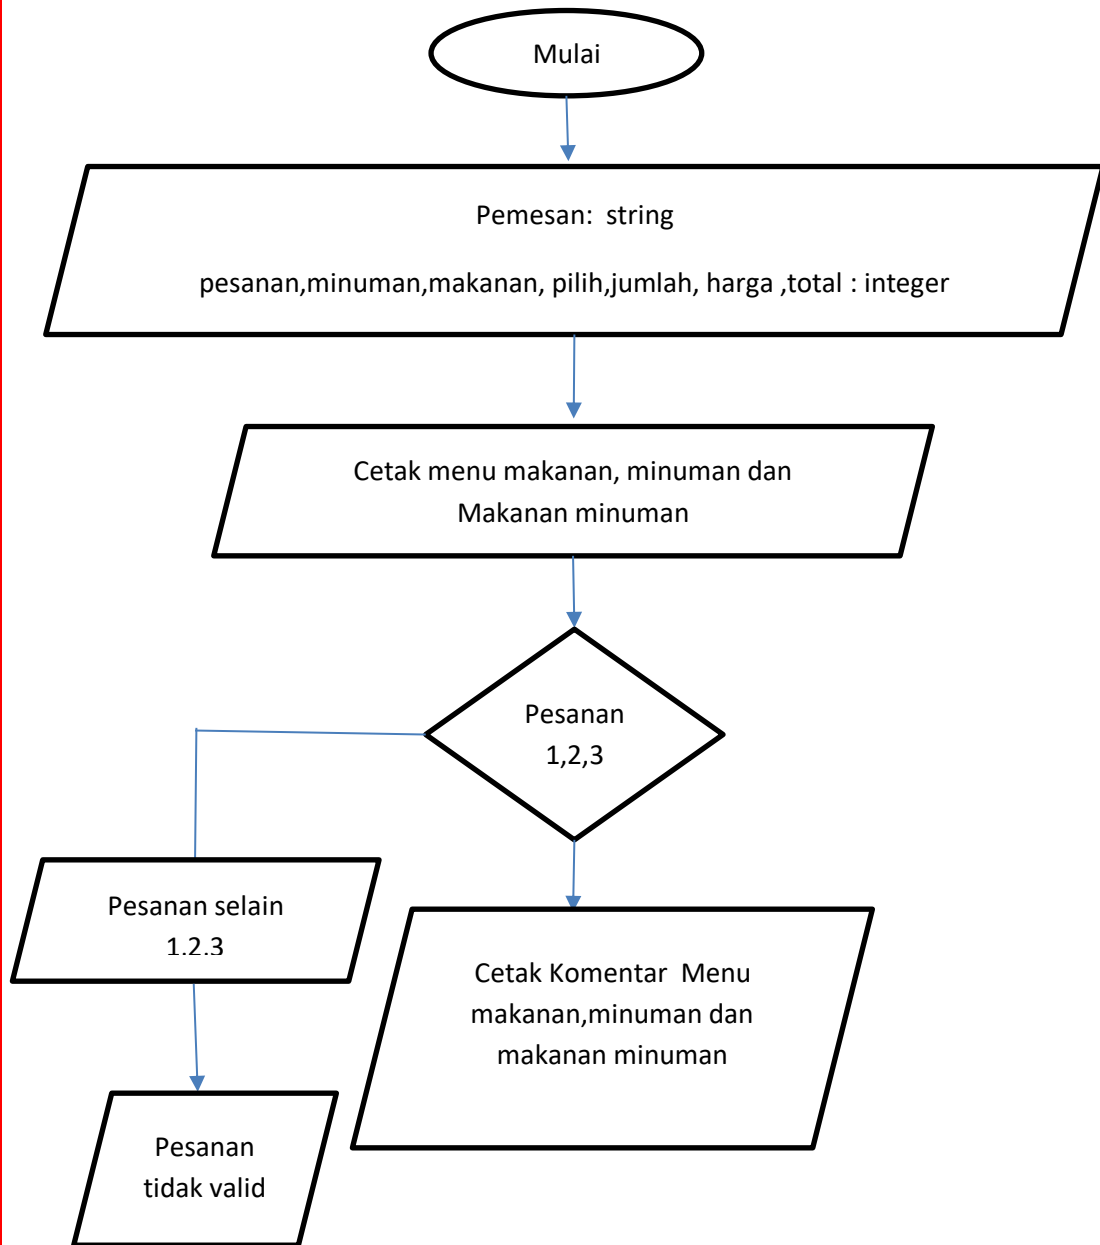 Mulai
Pemesan: string
pesanan,minuman,makanan, pilih,jumlah, harga ,total : integer
Cetak menu makanan, minuman dan
Makanan minuman
Pesanan
1,2,3
Pesanan selain
1.2.3
Cetak Komentar Menu
makanan,minuman dan
makanan minuman
Pesanan
tidak valid